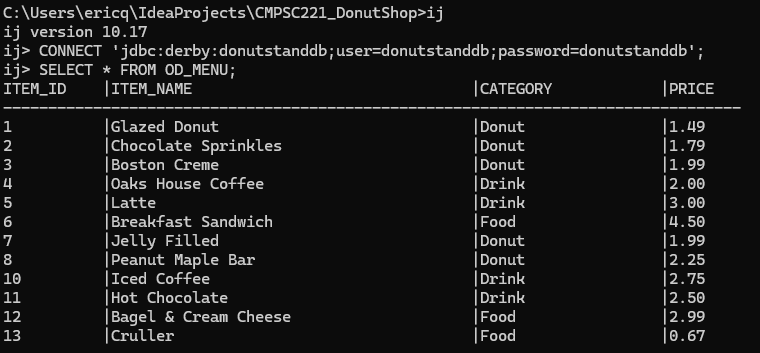 C:\Users\ericq\IdeaProjects\CMPSC221_DonutShop>ij
ij version 10.17
ij> CONNECT 'jdbc:derby:donutstanddb;user=donutstanddb;password=donutstanddb';
ij> SELECT * FROM OD_MENU;
ITEM_ID    |ITEM_NAME                               |CATEGORY            |PRICE
----------------------------------------------------------------------------------
1          |Glazed Donut                            |Donut               |1.49
2          |Chocolate Sprinkles                     |Donut               |1.79
3          |Boston Creme                            |Donut               |1.99
4          |Oaks House Coffee                       |Drink               |2.00
5          |Latte                                   |Drink               |3.00
6          |Breakfast Sandwich                      |Food                |4.50
7          |Jelly Filled                            |Donut               |1.99
8          |Peanut Maple Bar                        |Donut               |2.25
10         |Iced Coffee                             |Drink               |2.75
11         |Hot Chocolate                           |Drink               |2.50
12         |Bagel & Cream Cheese                    |Food                |2.99
13         |Cruller                                 |Food                |0.67